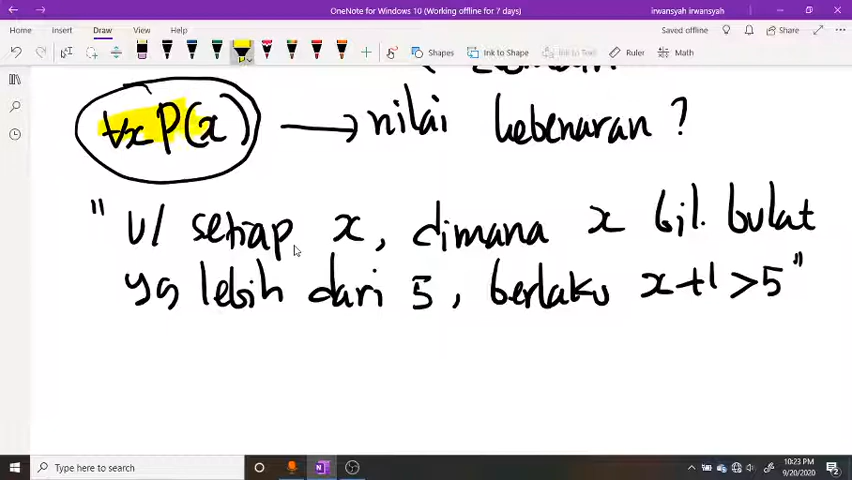 OneNote for Windows 10 (Working offline for 7 days)
irwansyah irwansyah
Home Insert Draw View Help
Saved offline Share
Shapes Ink to Shape Ink to Text Ruler Math
∀x P(x) → nilai kebenaran ?
" u/ setiap x, dimana x bil. bulat
yg lebih dari 5, berlaku x+1 > 5 "
Type here to search
10:23 PM
9/20/2020
2